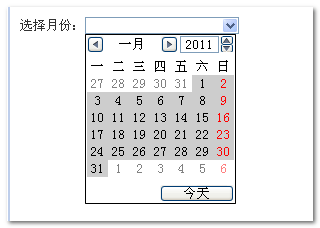 选择月份：
一月 2011
一 二 三 四 五 六 日
27 28 29 30 31 1 2
3 4 5 6 7 8 9
10 11 12 13 14 15 16
17 18 19 20 21 22 23
24 25 26 27 28 29 30
31 1 2 3 4 5 6
今天